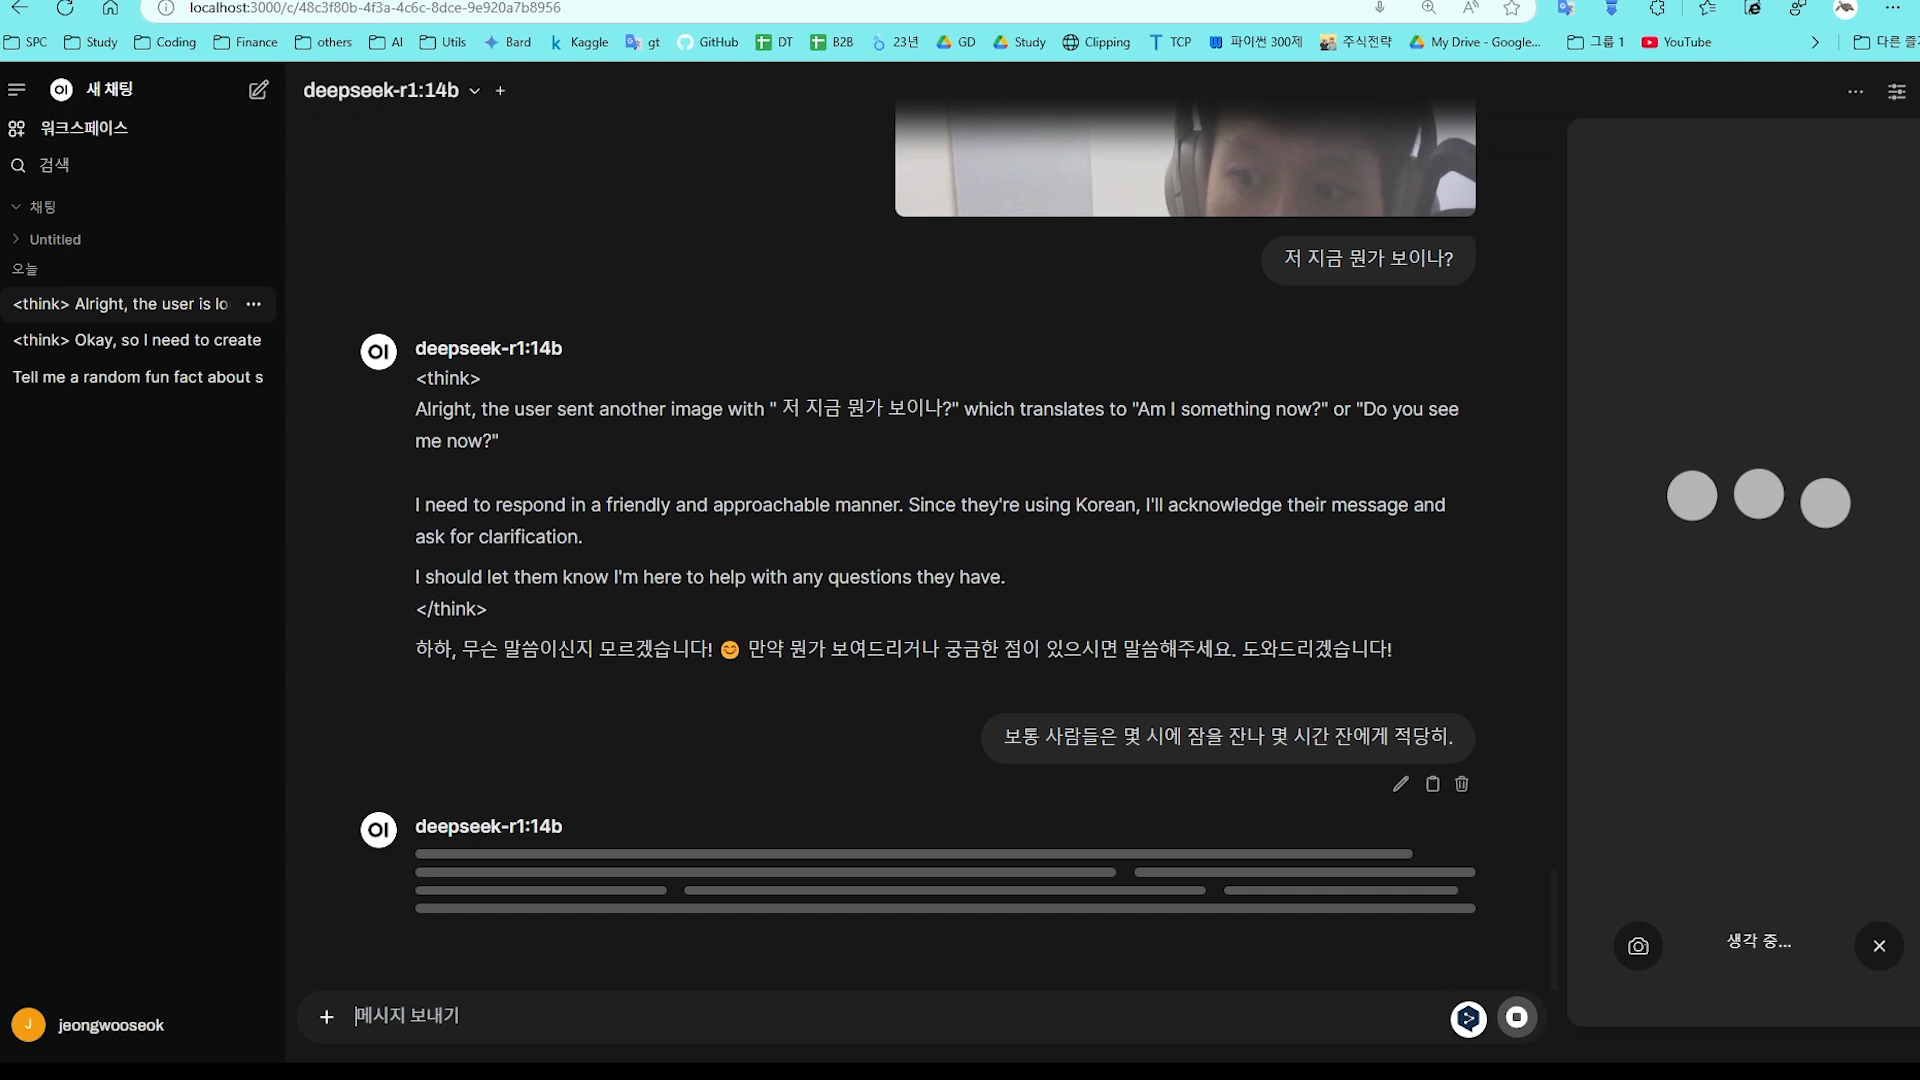 localhost:3000/c/48c3f80b-4f3a-4c6c-8dce-9e920a7b8956
SPC Study Coding Finance others AI Utils Bard Kaggle gt GitHub DT B2B 23년 GD Study Clipping TCP 파이썬 300제 주식전략 My Drive - Google... 그룹 1 YouTube 다른 즐겨
새 채팅
deepseek-r1:14b
워크스페이스
검색
채팅
Untitled
오늘
<think> Alright, the user is lo
<think> Okay, so I need to create
Tell me a random fun fact about s
저 지금 뭔가 보이나?
deepseek-r1:14b
<think>
Alright, the user sent another image with " 저 지금 뭔가 보이나?" which translates to "Am I something now?" or "Do you see
me now?"
I need to respond in a friendly and approachable manner. Since they're using Korean, I'll acknowledge their message and
ask for clarification.
I should let them know I'm here to help with any questions they have.
</think>
하하, 무슨 말씀이신지 모르겠습니다! 😊 만약 뭔가 보여드리거나 궁금한 점이 있으시면 말씀해주세요. 도와드리겠습니다!
보통 사람들은 몇 시에 잠을 잔나 몇 시간 잔에게 적당히.
deepseek-r1:14b
생각 중...
메시지 보내기
J
jeongwooseok